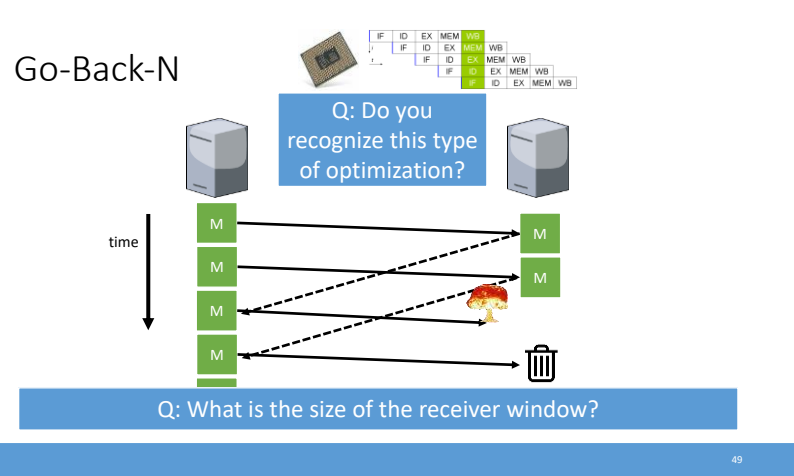 Go-Back-N
IF ID EX MEM WB
i IF ID EX MEM WB
t IF ID EX MEM WB
IF ID EX MEM WB
IF ID EX MEM WB
Q: Do you
recognize this type
of optimization?
time
M
M
M
M
M
M
Q: What is the size of the receiver window?
49